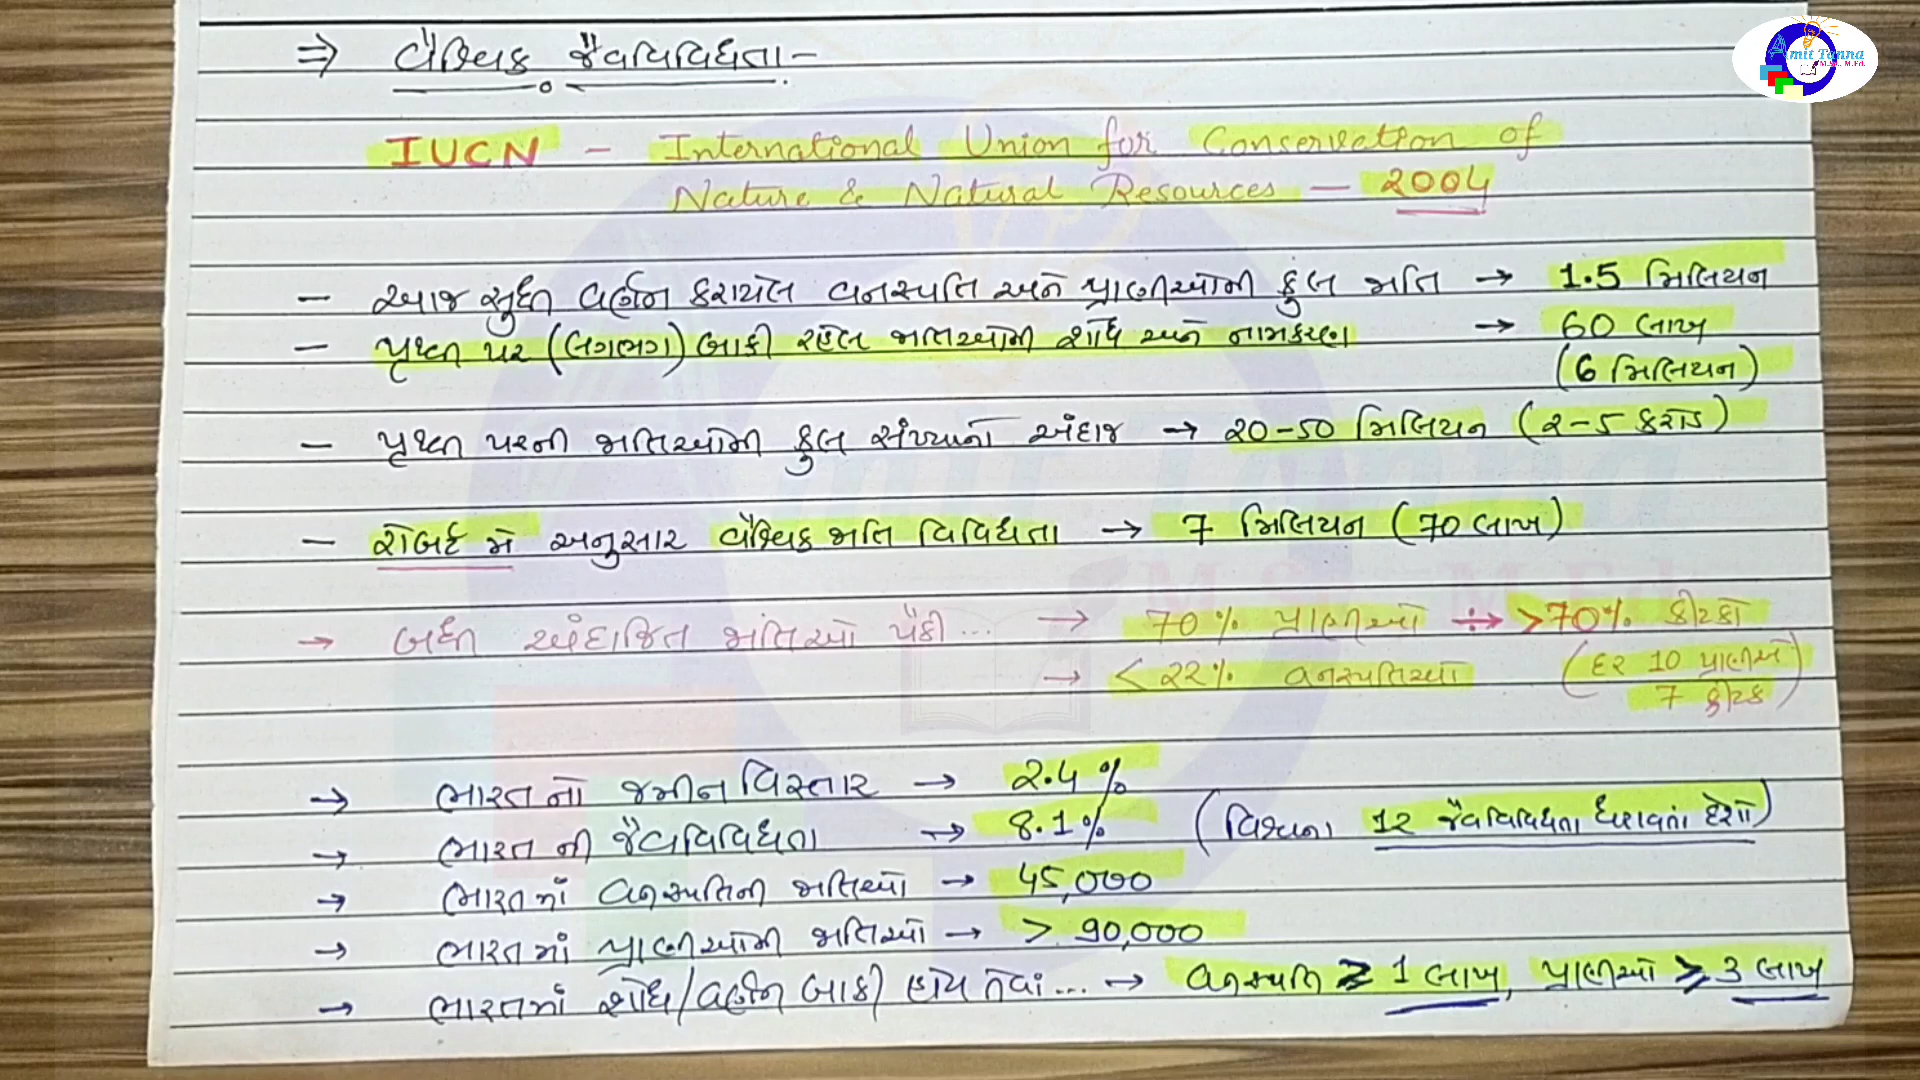 ⇒ વૈશ્વિક જૈવવિવિધતા -
Amit Tanna
M.Sc. M.Ed.
IUCN - International Union for Conservation of
Nature & Natural Resources - 2004
- આજ સુધી વર્ણન કરાયેલ વનસ્પતિ અને પ્રાણીઓની કુલ જાતિ → 1.5 મિલિયન
- પૃથ્વી પર (લગભગ) બાકી રહેલ જાતિઓની શોધ અને નામકરણ → 60 લાખ
(6 મિલિયન)
- પૃથ્વી પરની જાતિઓની કુલ સંખ્યાનો અંદાજ → 20-50 મિલિયન (2-5 કરોડ)
- રોબર્ટ મે અનુસાર વૈશ્વિક જાતિ વિવિધતા → 7 મિલિયન (70 લાખ)
→ બધી અંદાજિત જાતિઓ પૈકી... → 70% પ્રાણીઓ → >70% કીટકો
→ <22% વનસ્પતિઓ (દર 10 પ્રાણીએ
7 કીટક)
→ ભારતનો જમીન વિસ્તાર → 2.4%
→ ભારતની જૈવવિવિધતા → 8.1% (વિશ્વના 12 જૈવવિવિધતા ધરાવતાં દેશો)
→ ભારતમાં વનસ્પતિની જાતિઓ → 45,000
→ ભારતમાં પ્રાણીઓની જાતિઓ → > 90,000
→ ભારતમાં શોધ/વર્ણન બાકી હોય તેવાં... → વનસ્પતિ ≥ 1 લાખ, પ્રાણીઓ ≥ 3 લાખ